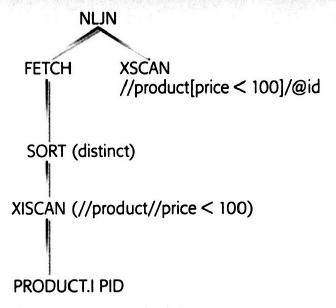 NLJN
FETCH XSCAN
//product[price < 100]/@id
SORT (distinct)
XISCAN (//product//price < 100)
PRODUCT.I PID